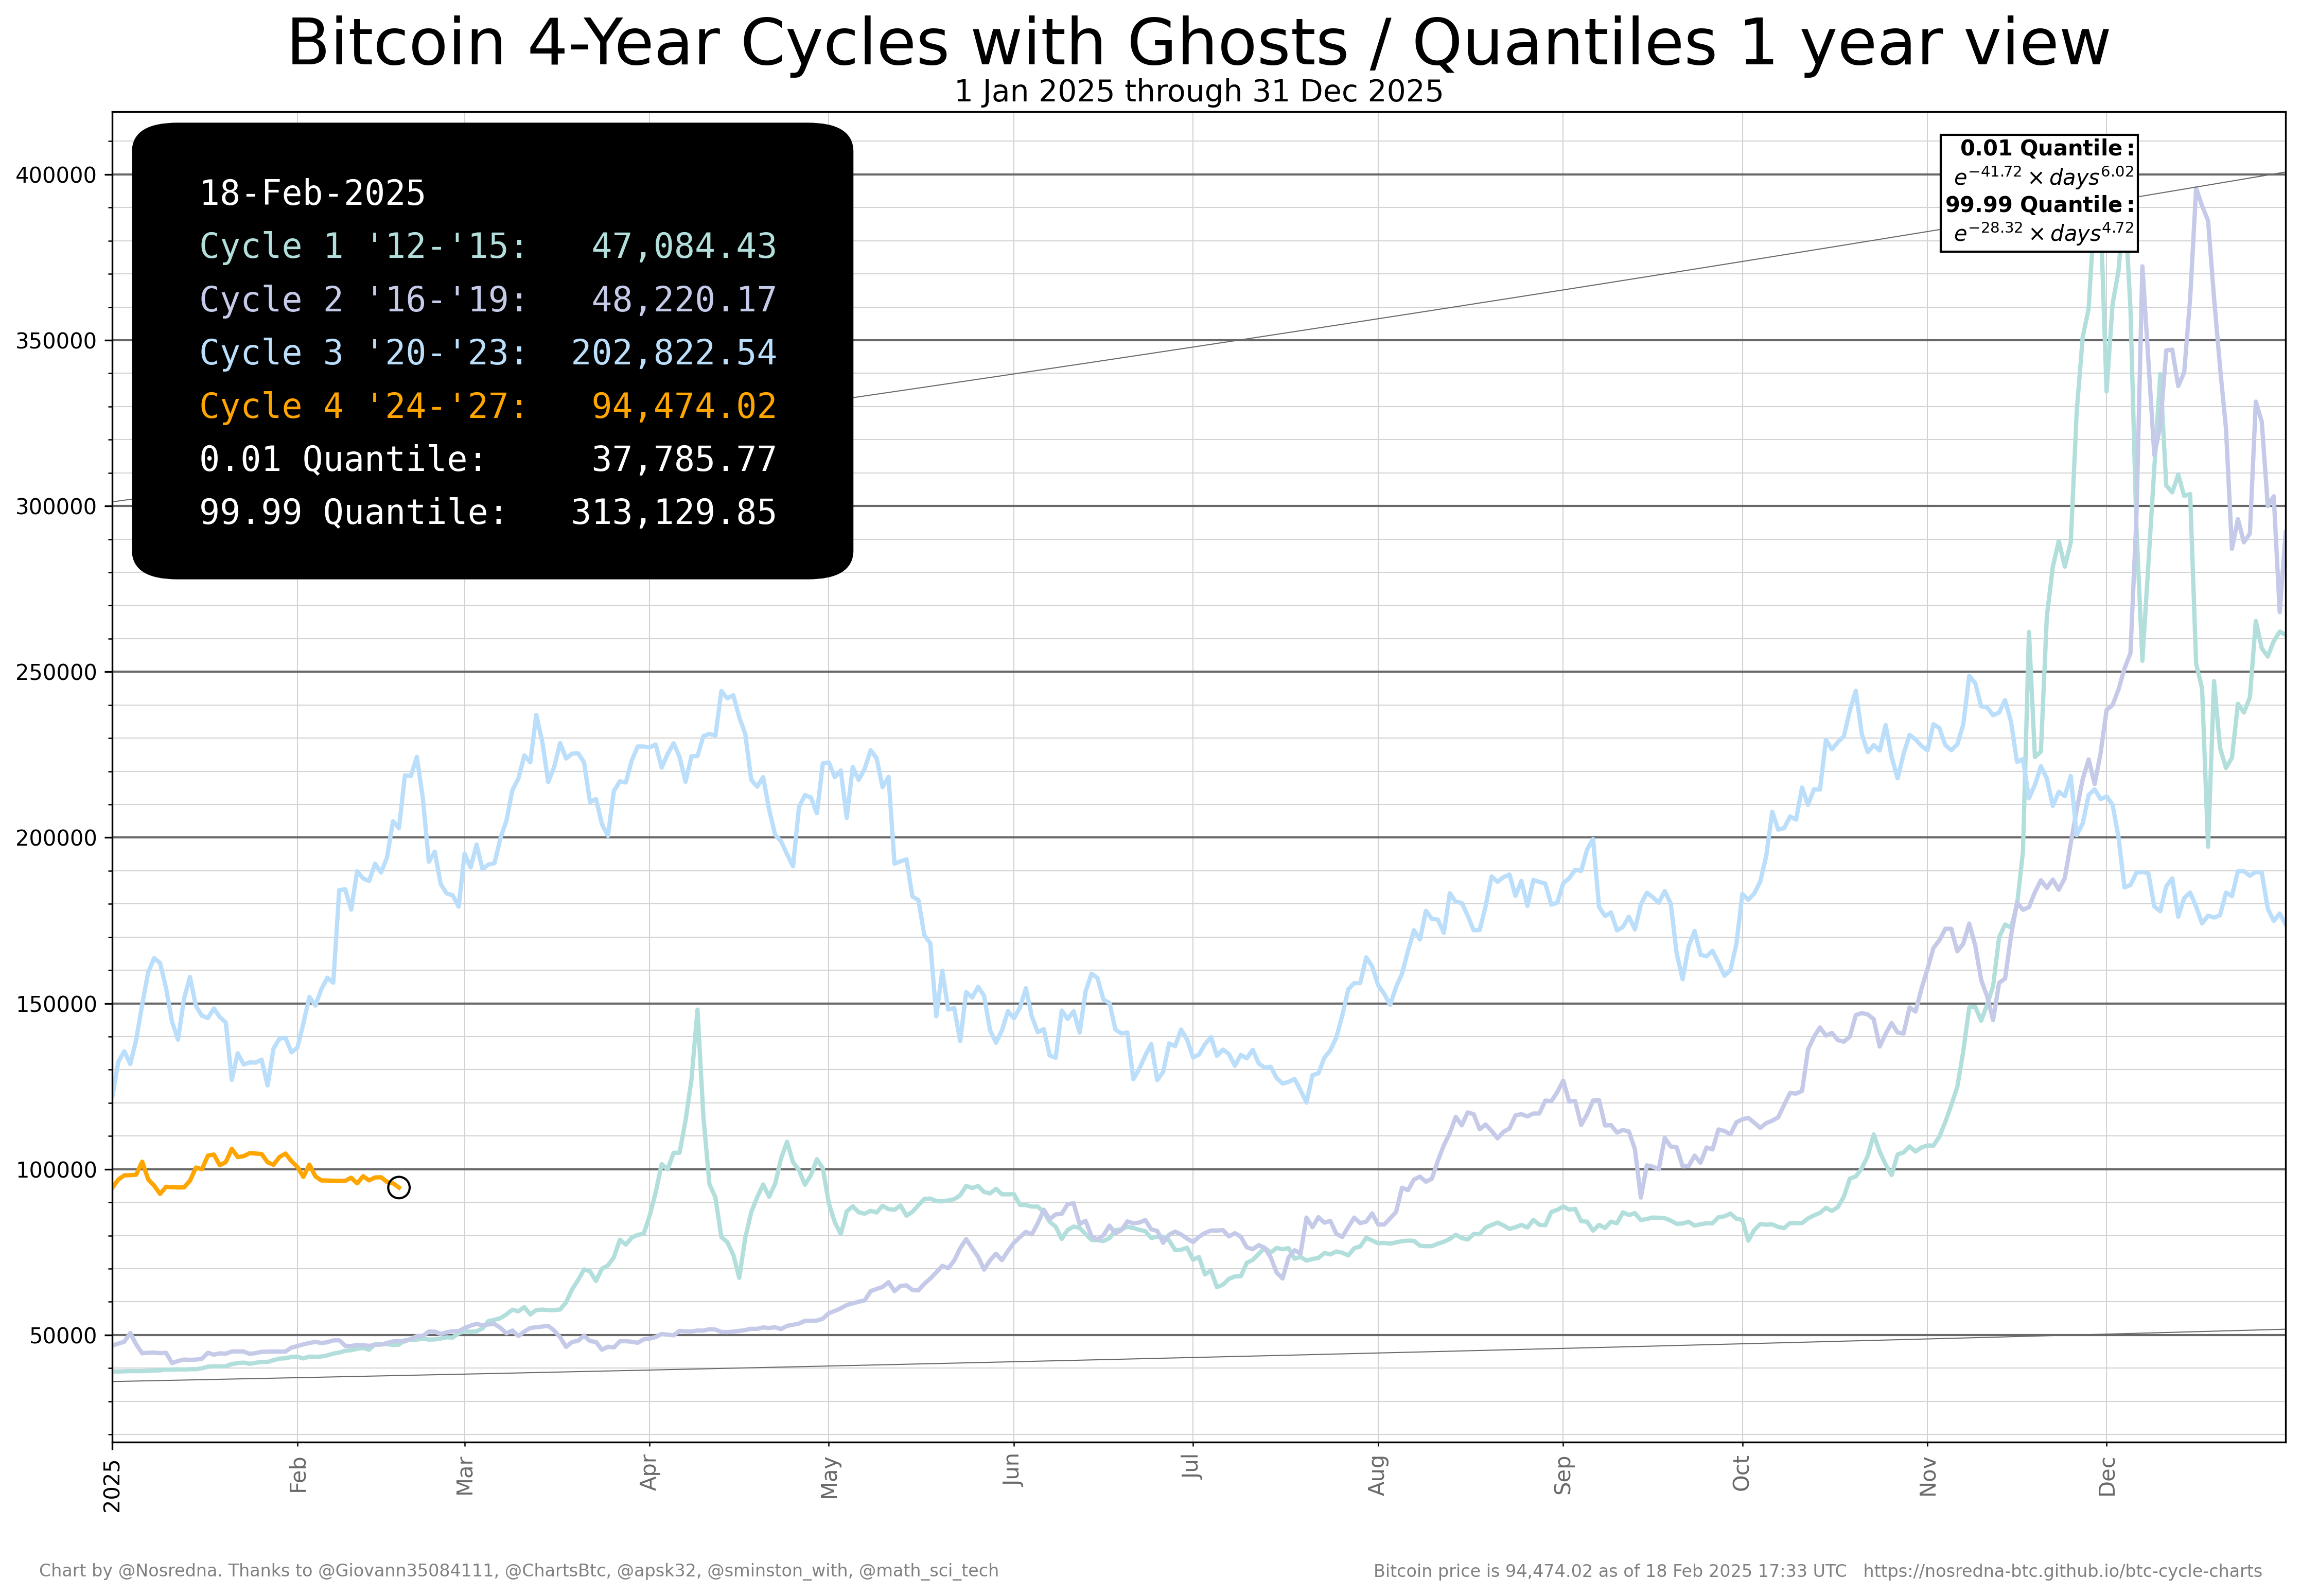 Bitcoin 4-Year Cycles with Ghosts / Quantiles 1 year view
1 Jan 2025 through 31 Dec 2025
18-Feb-2025
Cycle 1 '12-'15: 47,084.43
Cycle 2 '16-'19: 48,220.17
Cycle 3 '20-'23: 202,822.54
Cycle 4 '24-'27: 94,474.02
0.01 Quantile: 37,785.77
99.99 Quantile: 313,129.85
0.01 Quantile:
e^{-41.72} × days^{6.02}
99.99 Quantile:
e^{-28.32} × days^{4.72}
400000
350000
300000
250000
200000
150000
100000
50000
2025 Feb Mar Apr May Jun Jul Aug Sep Oct Nov Dec
Chart by @Nosredna. Thanks to @Giovann35084111, @ChartsBtc, @apsk32, @sminston_with, @math_sci_tech
Bitcoin price is 94,474.02 as of 18 Feb 2025 17:33 UTC https://nosredna-btc.github.io/btc-cycle-charts